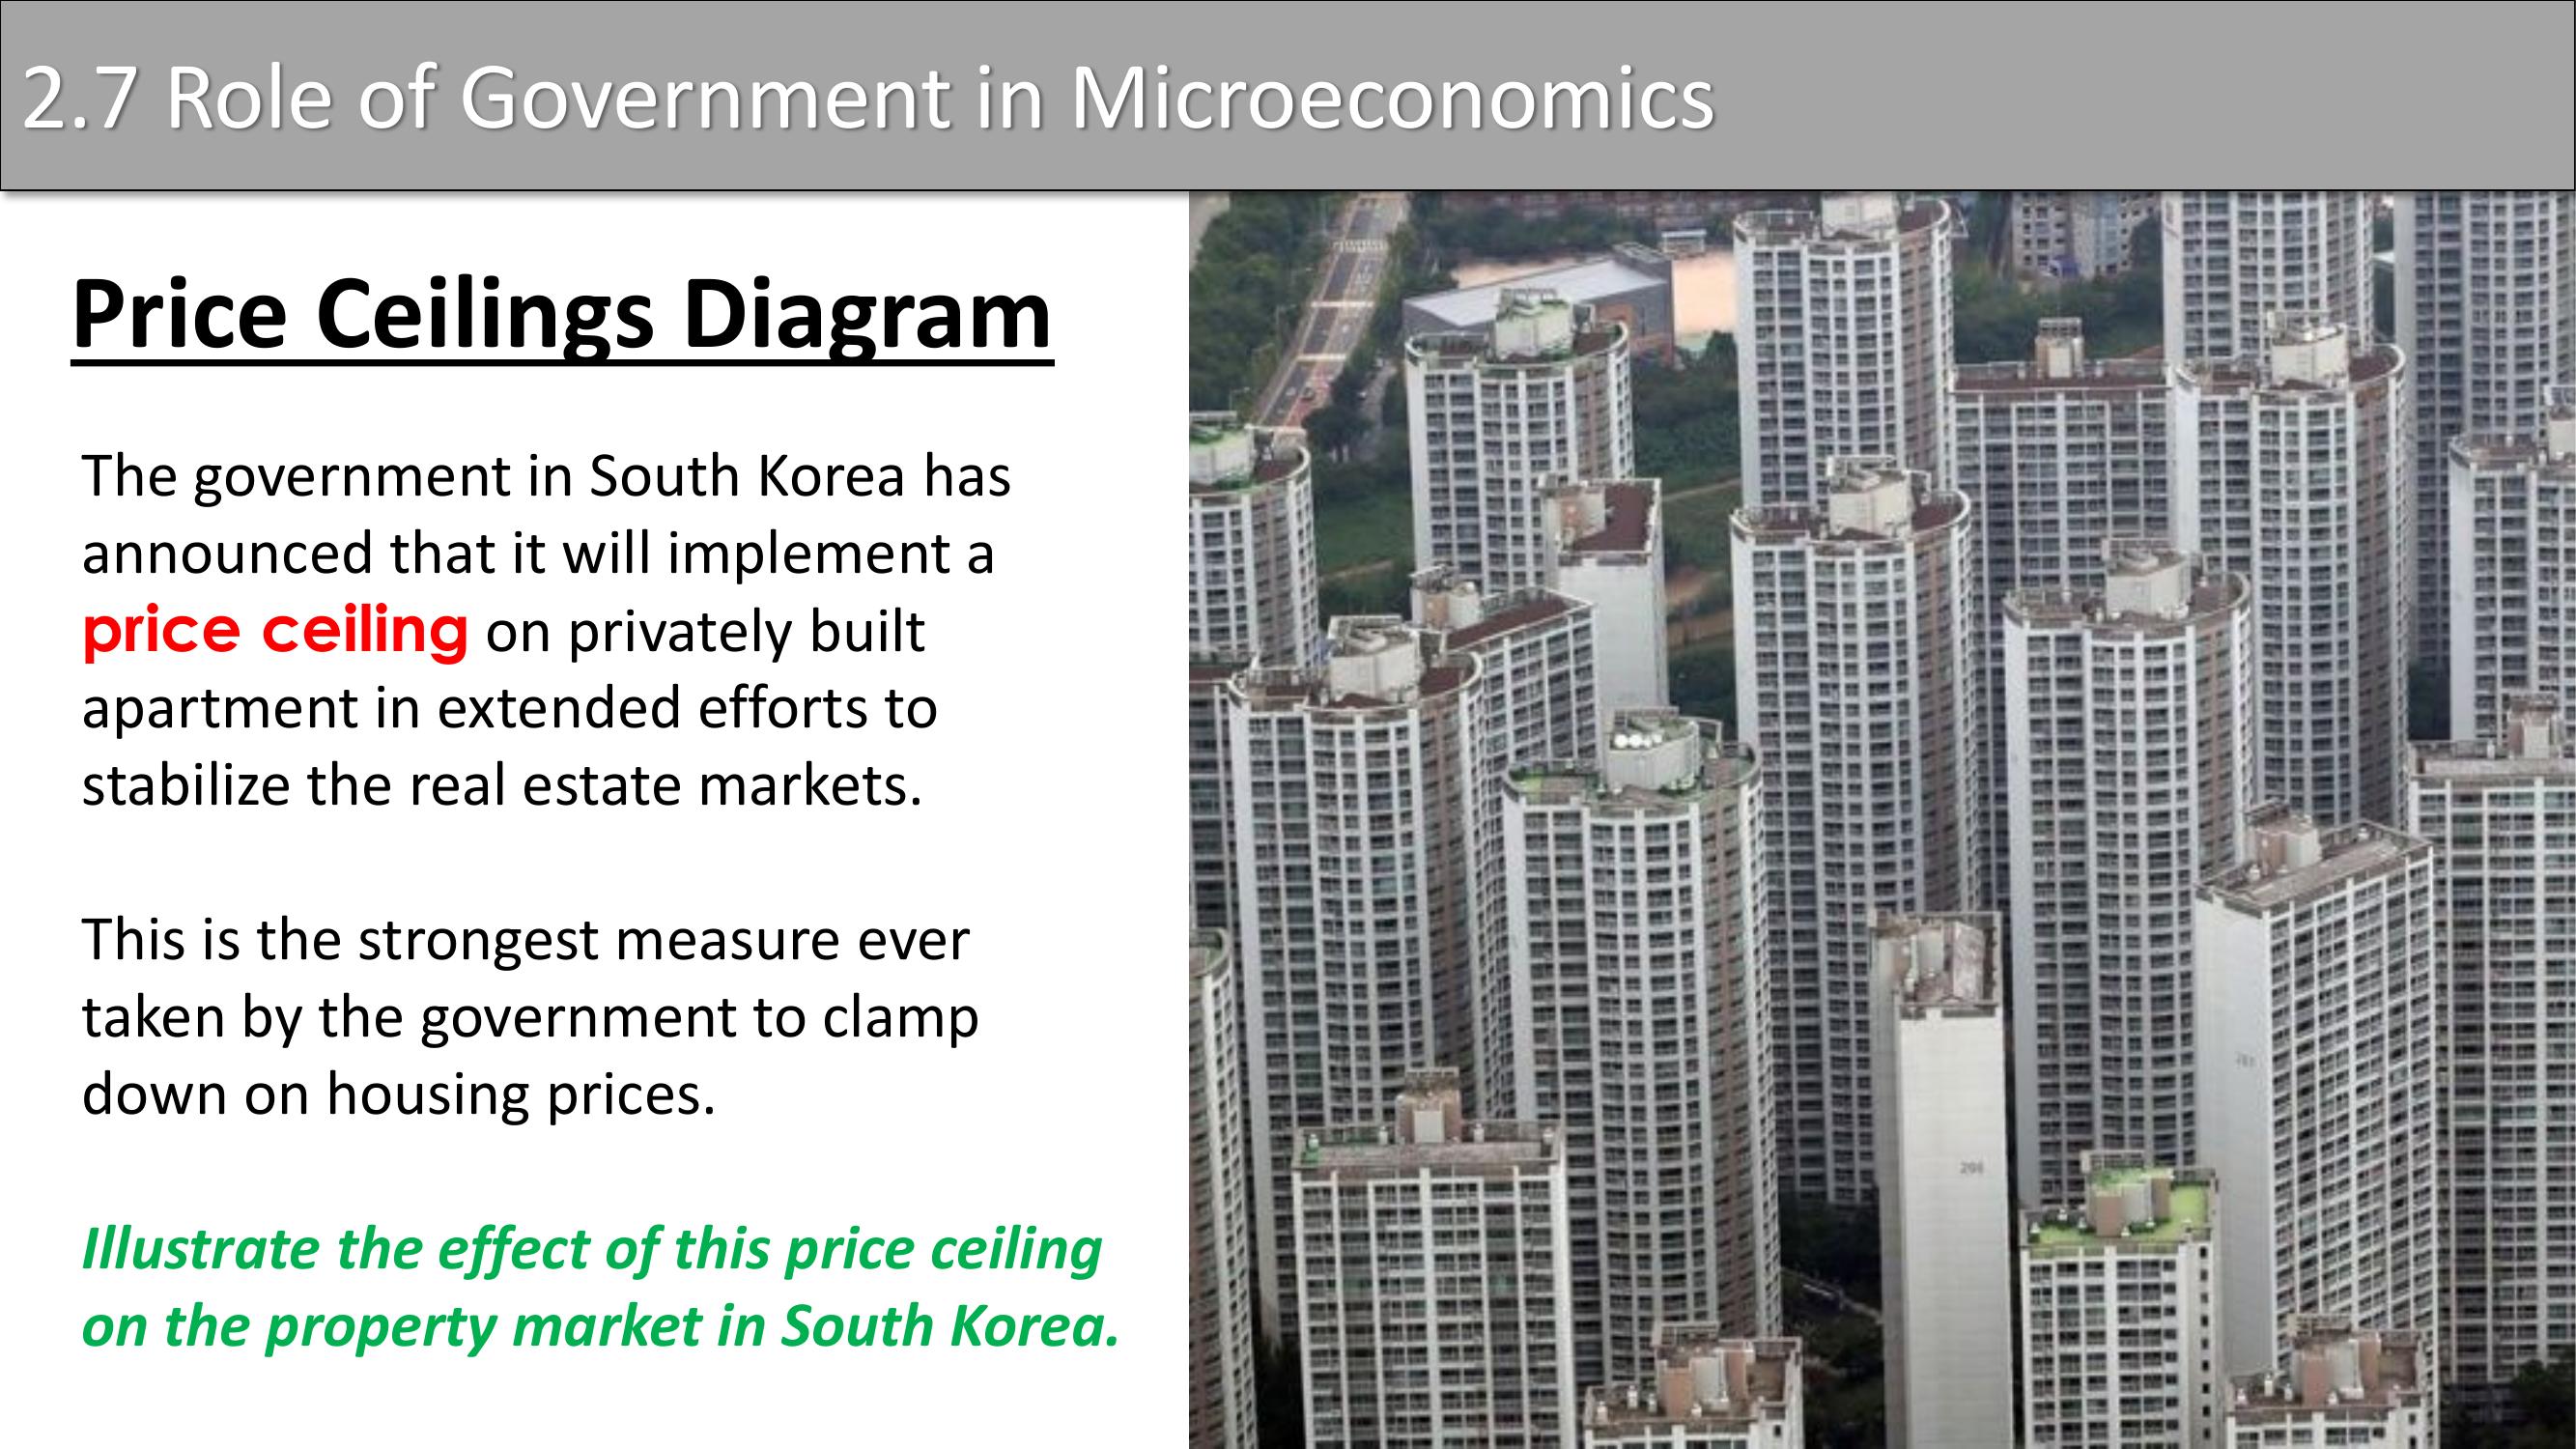 2.7 Role of Government in Microeconomics
Price Ceilings Diagram
The government in South Korea has
announced that it will implement a
price ceiling on privately built
apartment in extended efforts to
stabilize the real estate markets.
This is the strongest measure ever
taken by the government to clamp
down on housing prices.
Illustrate the effect of this price ceiling
on the property market in South Korea.